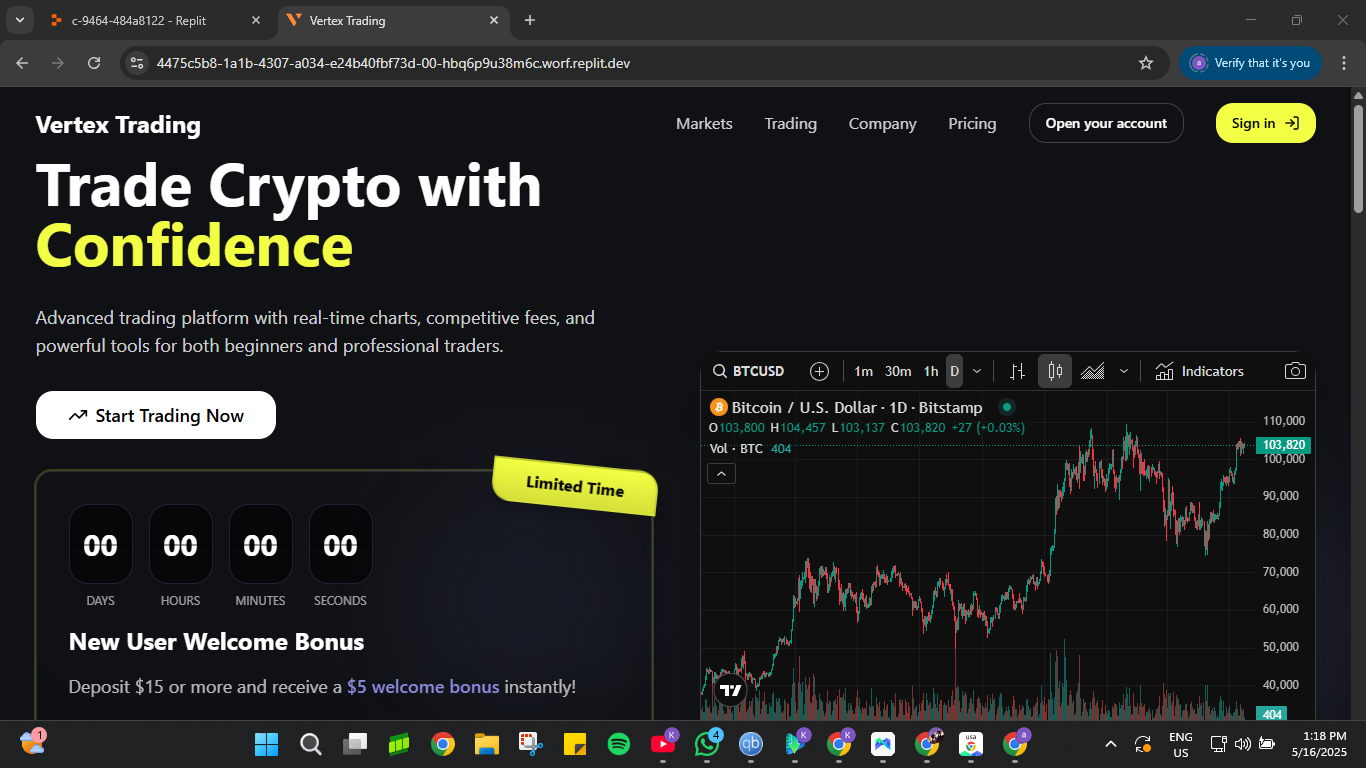 c-9464-484a8122 - Replit
Vertex Trading
4475c5b8-1a1b-4307-a034-e24b40fbf73d-00-hbq6p9u38m6c.worf.replit.dev
a
Verify that it's you
Vertex Trading
Markets
Trading
Company
Pricing
Open your account
Sign in
Trade Crypto with
Confidence
Advanced trading platform with real-time charts, competitive fees, and
powerful tools for both beginners and professional traders.
Start Trading Now
Limited Time
00 00 00 00
DAYS HOURS MINUTES SECONDS
New User Welcome Bonus
Deposit $15 or more and receive a $5 welcome bonus instantly!
BTCUSD
1m 30m 1h D
Indicators
Bitcoin / U.S. Dollar · 1D · Bitstamp
O103,800 H104,457 L103,137 C103,820 +27 (+0.03%)
Vol · BTC 404
110,000
103,820
100,000
90,000
80,000
70,000
60,000
50,000
40,000
404
1
K
4
qb
K
K
usa
a
ENG
US
1:18 PM
5/16/2025